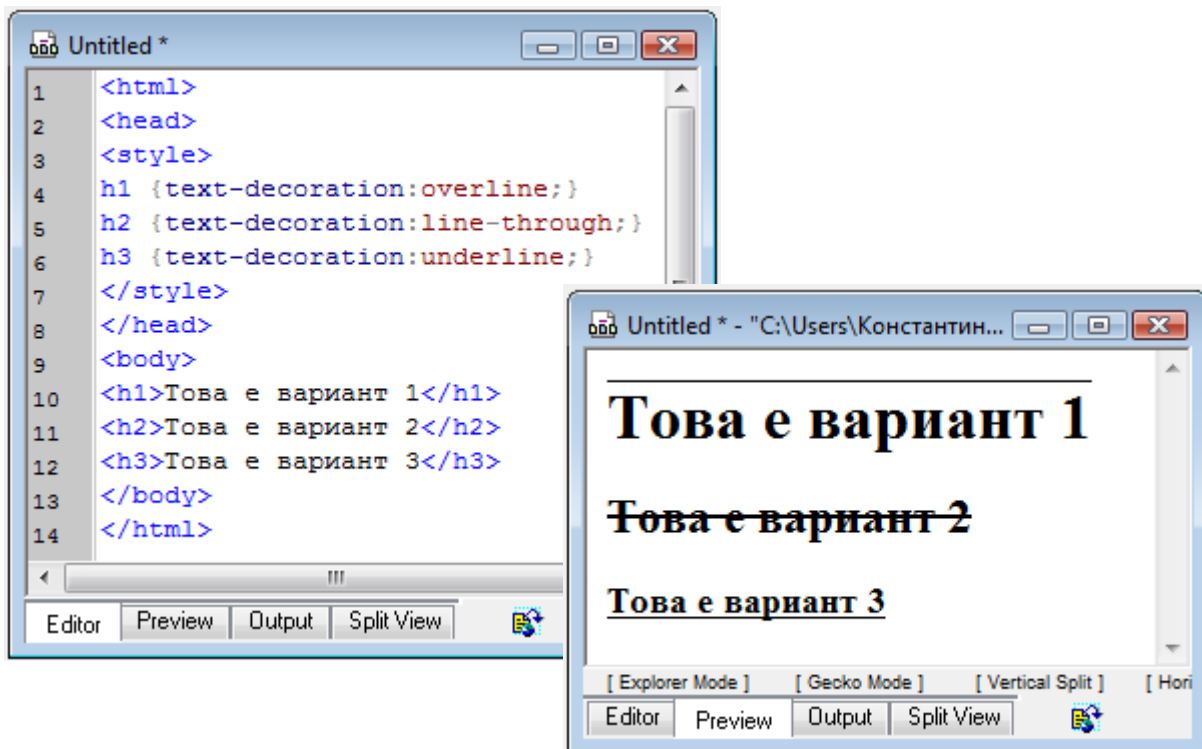 Untitled *
1 <html>
2 <head>
3 <style>
4 h1 {text-decoration:overline;}
5 h2 {text-decoration:line-through;}
6 h3 {text-decoration:underline;}
7 </style>
8 </head>
9 <body>
10 <h1>Това е вариант 1</h1>
11 <h2>Това е вариант 2</h2>
12 <h3>Това е вариант 3</h3>
13 </body>
14 </html>
Editor Preview Output Split View
Untitled * - "C:\Users\Константин...
Това е вариант 1
Това е вариант 2
Това е вариант 3
[ Explorer Mode ] [ Gecko Mode ] [ Vertical Split ] [ Hori
Editor Preview Output Split View